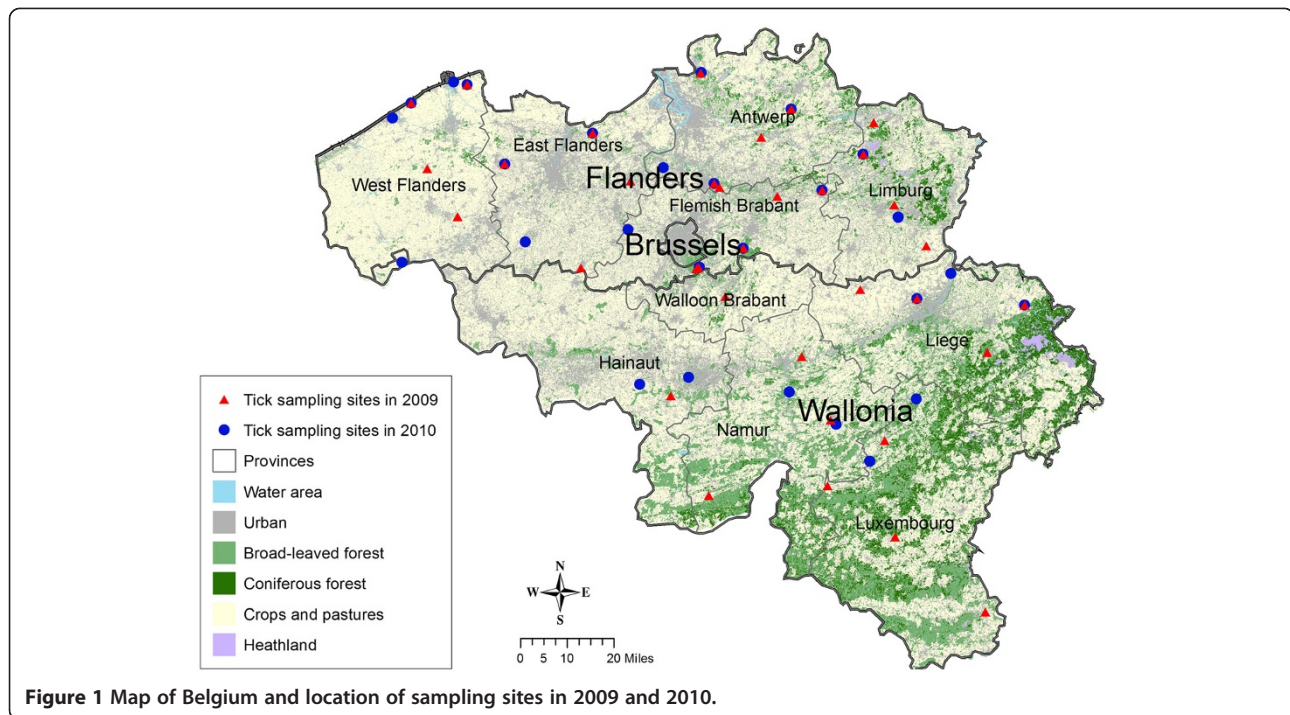 Antwerp
East Flanders
West Flanders
Flanders
Limburg
Flemish Brabant
Brussels
Walloon Brabant
Liege
Hainaut
Wallonia
Namur
Luxembourg
Tick sampling sites in 2009
Tick sampling sites in 2010
Provinces
Water area
Urban
Broad-leaved forest
Coniferous forest
Crops and pastures
Heathland
N
W E
S
0 5 10 20 Miles
Figure 1 Map of Belgium and location of sampling sites in 2009 and 2010.